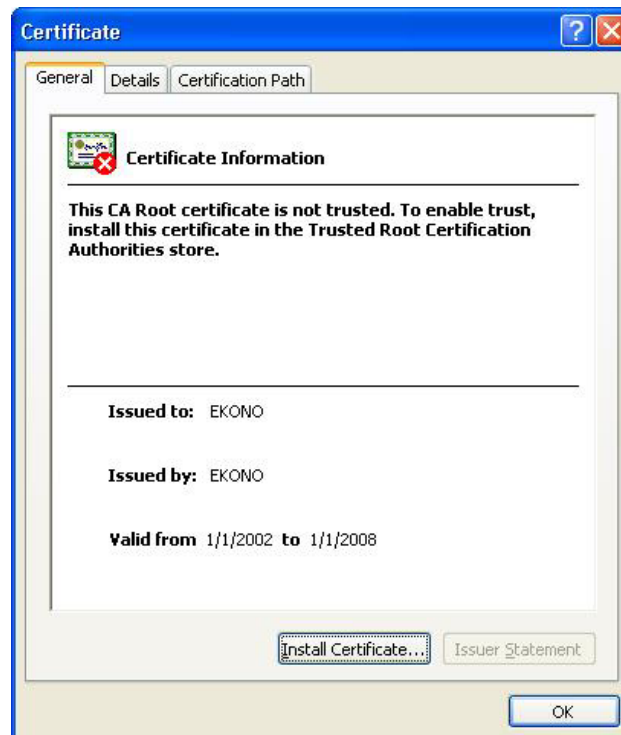 Certificate
General Details Certification Path
Certificate Information
This CA Root certificate is not trusted. To enable trust,
install this certificate in the Trusted Root Certification
Authorities store.
Issued to: EKONO
Issued by: EKONO
Valid from 1/1/2002 to 1/1/2008
Install Certificate... Issuer Statement
OK